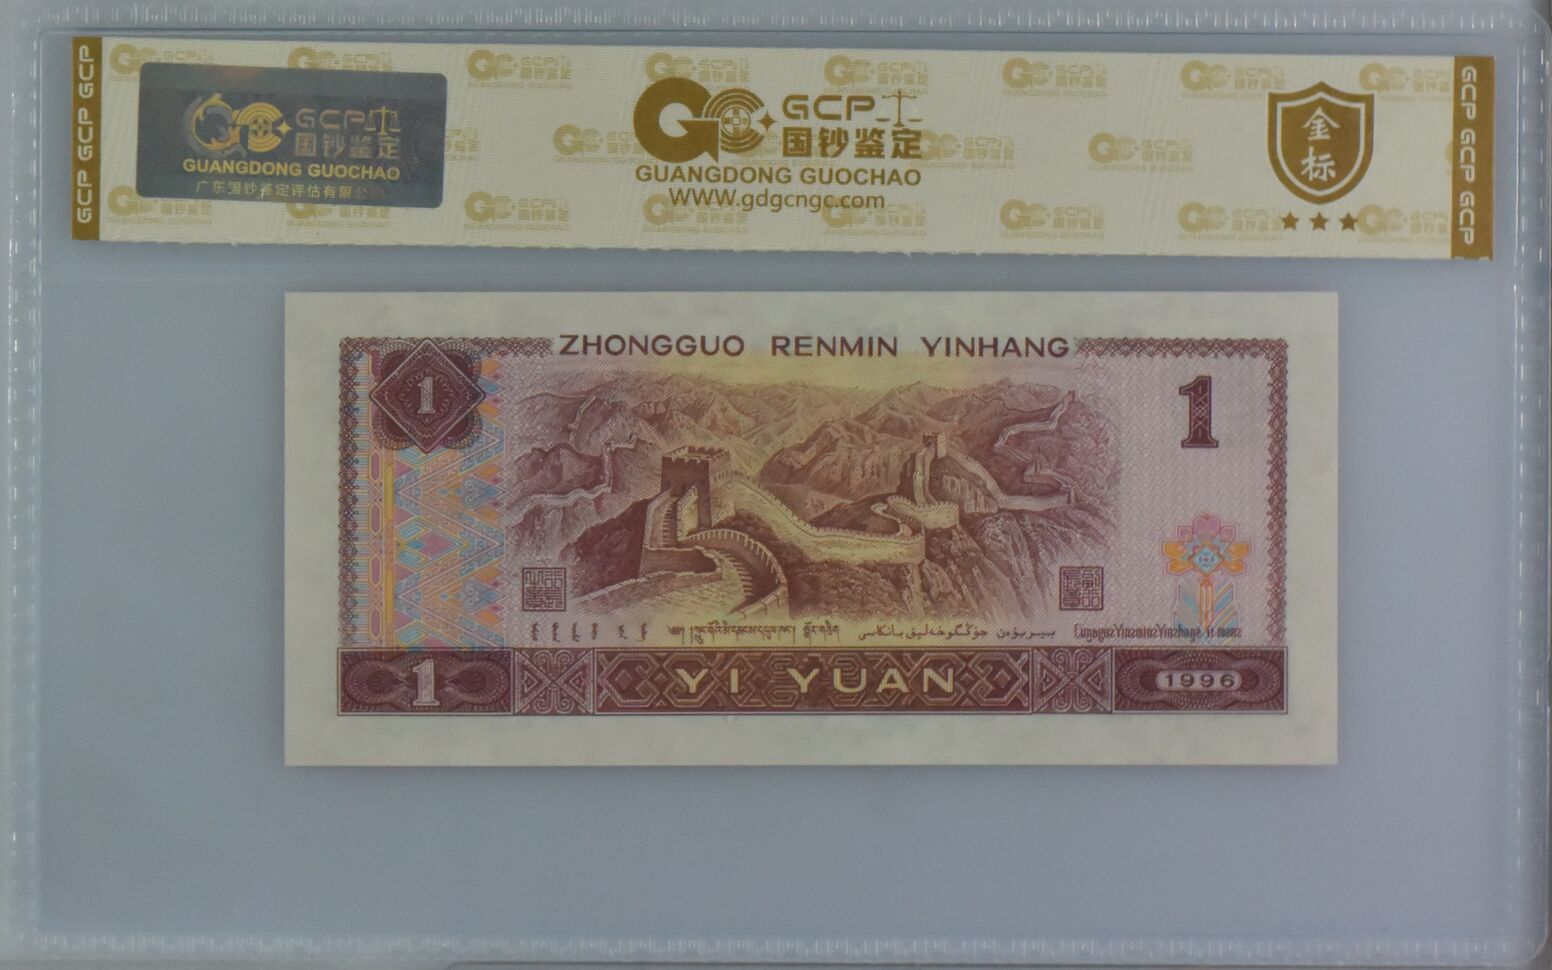 GCP GCP GCP
GCP
国钞鉴定
GUANGDONG GUOCHAO
广东国钞鉴定评估有限公司
GCP
国钞鉴定
GUANGDONG GUOCHAO
WWW.gdgcngc.com
金标
GCP GCP GCP
ZHONGGUO RENMIN YINHANG
1
1
1
YI YUAN
1996